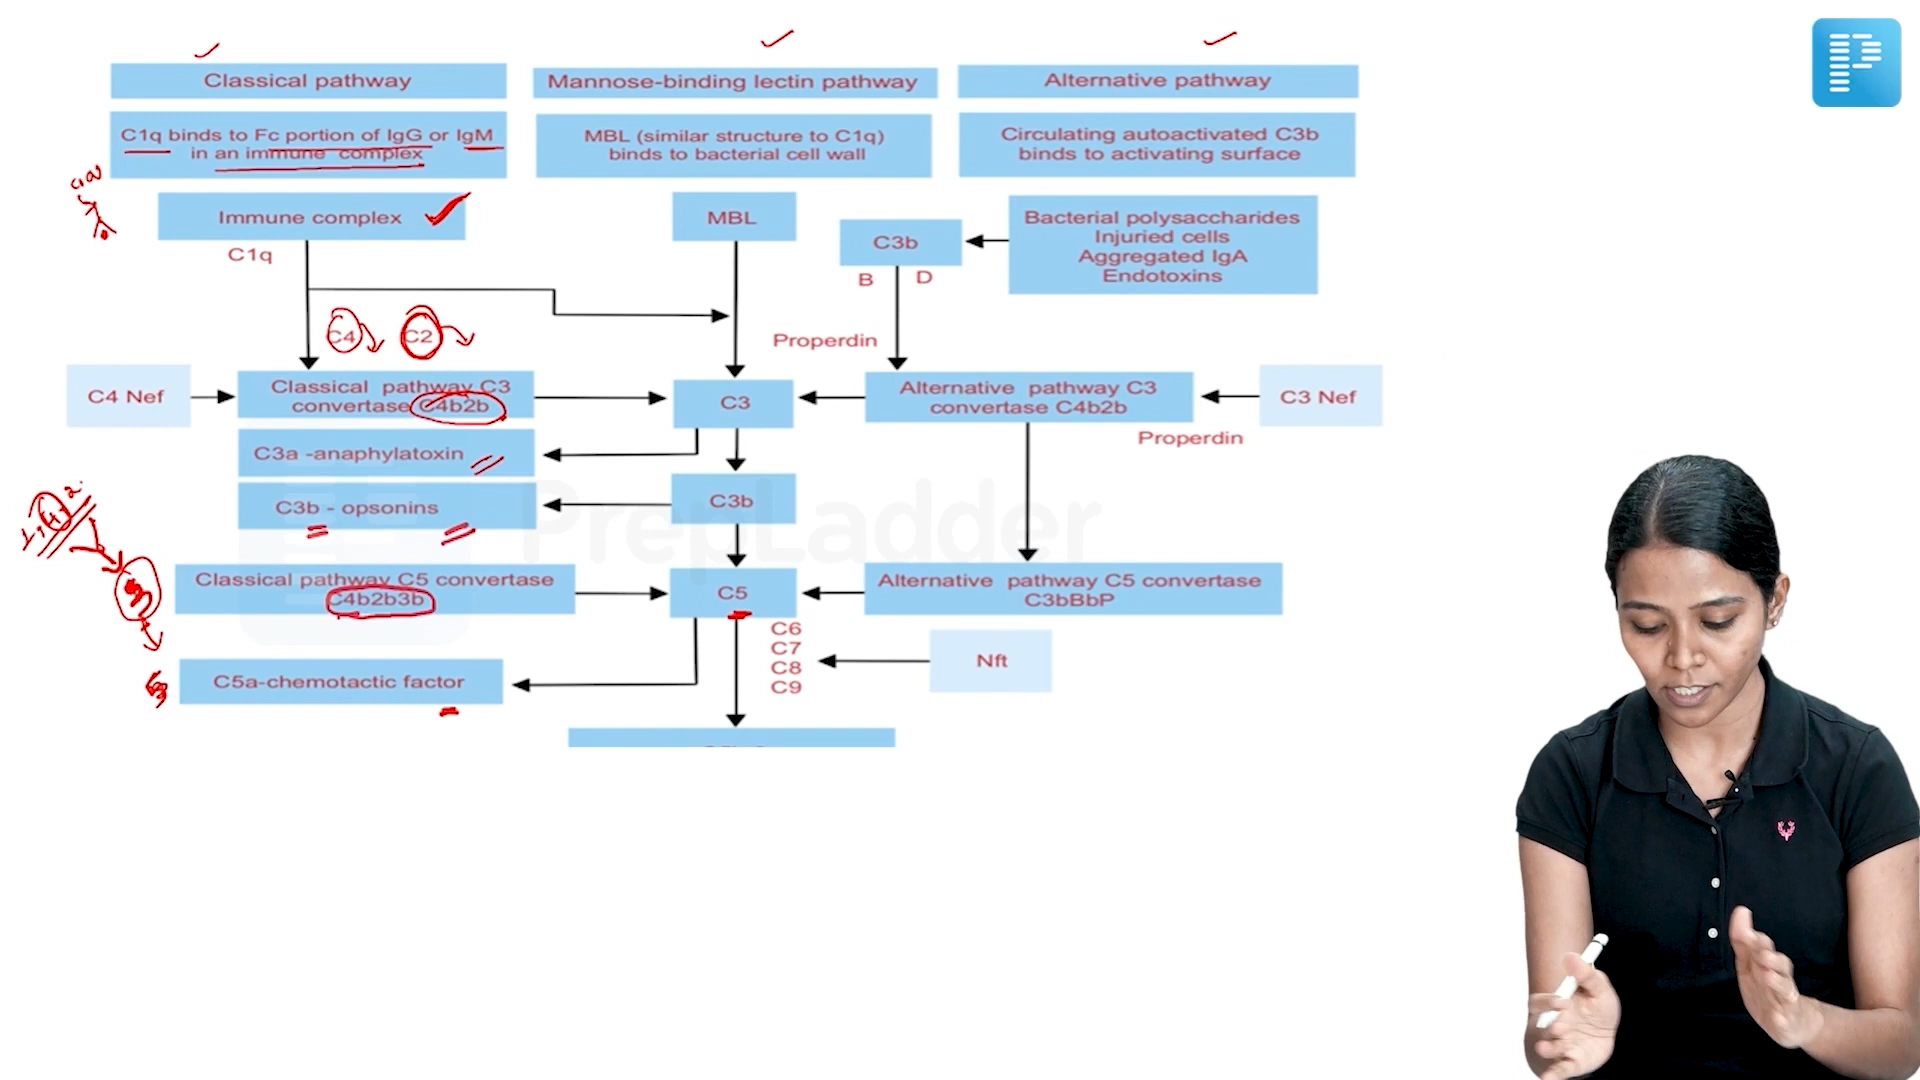 Classical pathway
Mannose-binding lectin pathway
Alternative pathway
C1q binds to Fc portion of IgG or IgM
in an immune complex
MBL (similar structure to C1q)
binds to bacterial cell wall
Circulating autoactivated C3b
binds to activating surface
Immune complex
MBL
C3b
Bacterial polysaccharides
Injuried cells
Aggregated IgA
Endotoxins
C1q
B
D
C4
C2
Properdin
C4 Nef
Classical pathway C3
convertase C4b2b
C3
Alternative pathway C3
convertase C4b2b
C3 Nef
Properdin
C3a -anaphylatoxin
C3b - opsonins
C3b
PrepLadder
Classical pathway C5 convertase
C4b2b3b
C5
Alternative pathway C5 convertase
C3bBbP
C6
C7
C8
C9
Nft
C5a-chemotactic factor